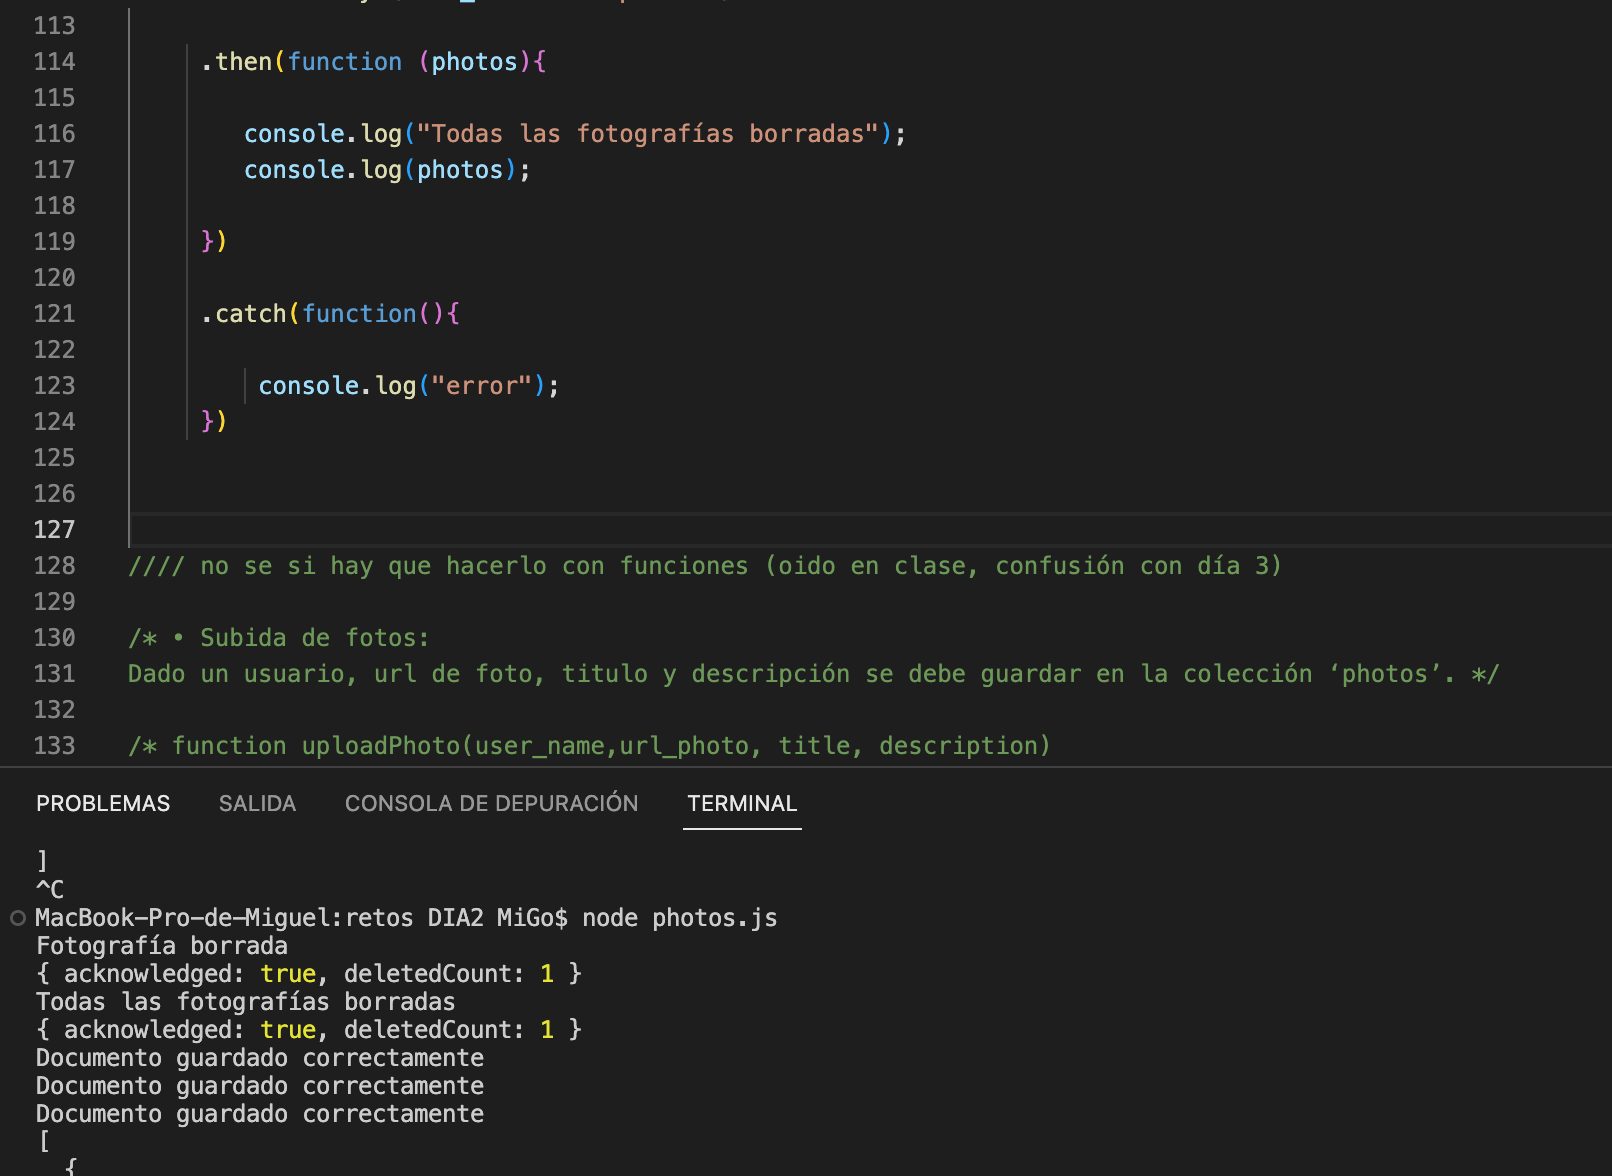 113
114 .then(function (photos){
115
116 console.log("Todas las fotografías borradas");
117 console.log(photos);
118
119 })
120
121 .catch(function(){
122
123 console.log("error");
124 })
125
126
127
128 //// no se si hay que hacerlo con funciones (oido en clase, confusión con día 3)
129
130 /* • Subida de fotos:
131 Dado un usuario, url de foto, titulo y descripción se debe guardar en la colección ‘photos’. */
132
133 /* function uploadPhoto(user_name,url_photo, title, description)
PROBLEMAS SALIDA CONSOLA DE DEPURACIÓN TERMINAL
]
^C
MacBook-Pro-de-Miguel:retos DIA2 MiGo$ node photos.js
Fotografía borrada
{ acknowledged: true, deletedCount: 1 }
Todas las fotografías borradas
{ acknowledged: true, deletedCount: 1 }
Documento guardado correctamente
Documento guardado correctamente
Documento guardado correctamente
[
{